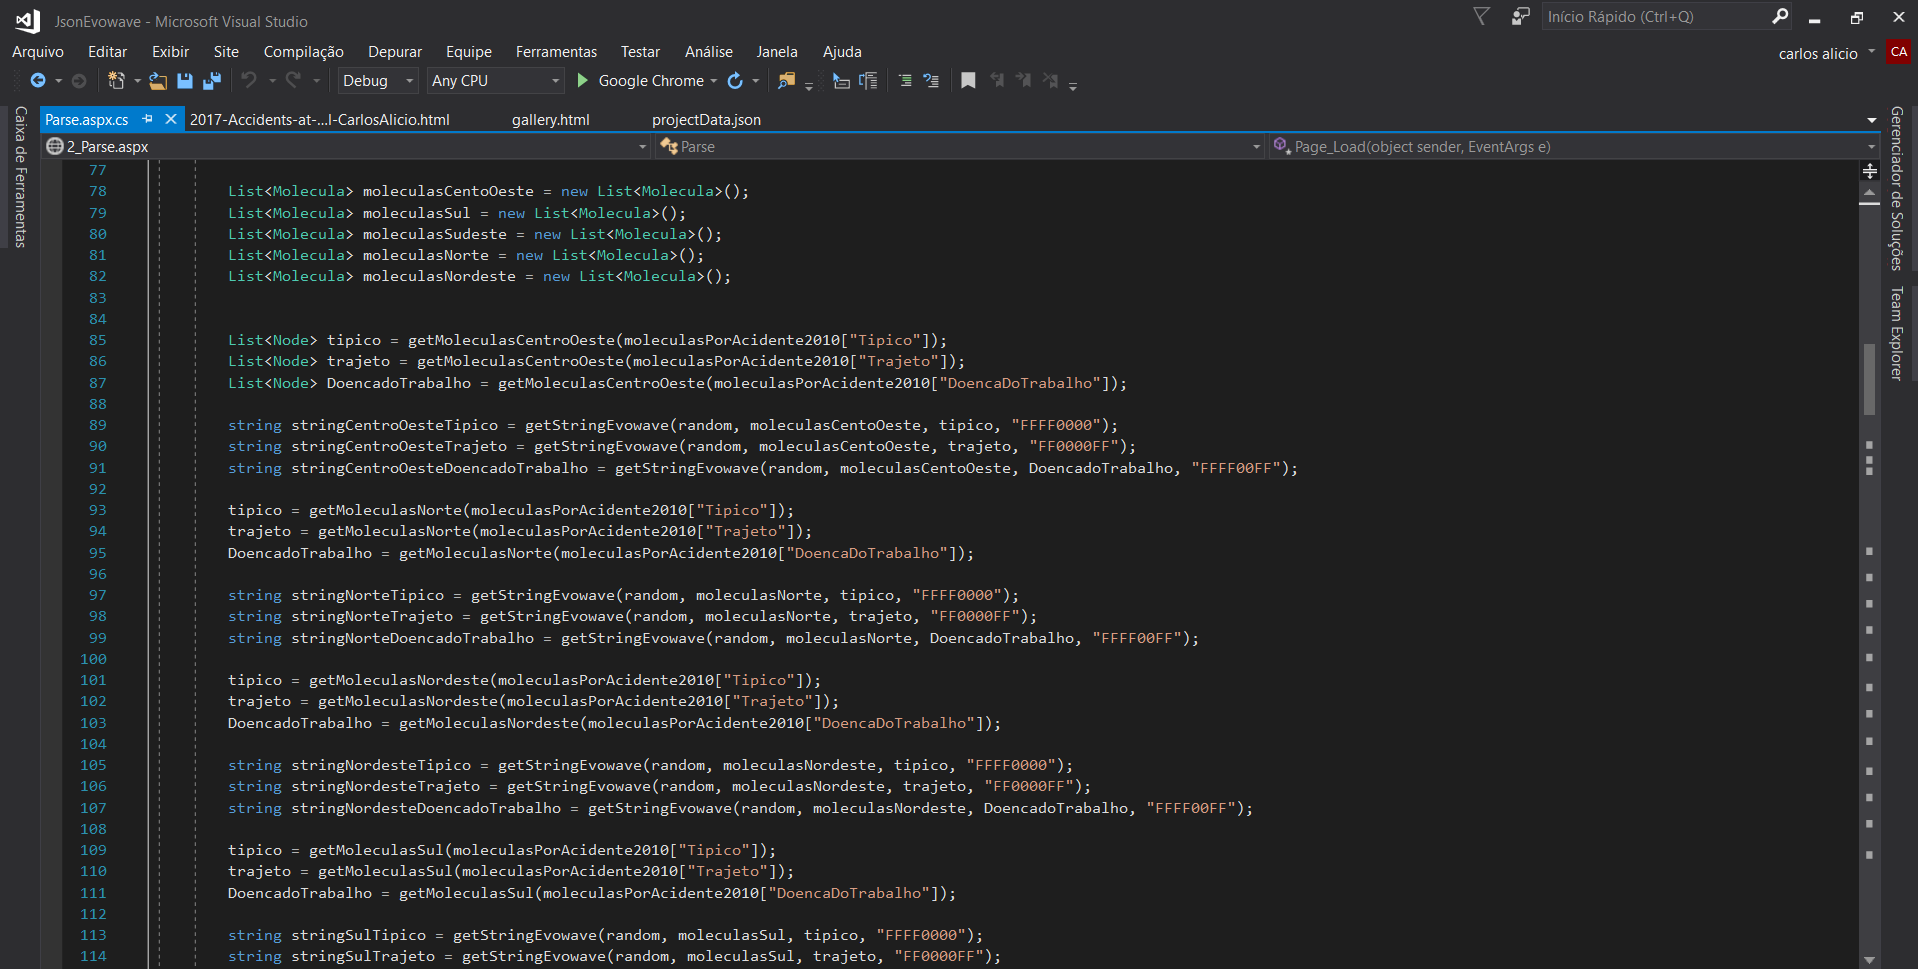 JsonEvowave - Microsoft Visual Studio
Início Rápido (Ctrl+Q)
Arquivo Editar Exibir Site Compilação Depurar Equipe Ferramentas Testar Análise Janela Ajuda
carlos alicio CA
Debug Any CPU Google Chrome
Caixa de Ferramentas
Parse.aspx.cs 2017-Accidents-at-...l-CarlosAlicio.html gallery.html projectData.json
2_Parse.aspx Parse Page_Load(object sender, EventArgs e)
77
78 List<Molecula> moleculasCentoOeste = new List<Molecula>();
79 List<Molecula> moleculasSul = new List<Molecula>();
80 List<Molecula> moleculasSudeste = new List<Molecula>();
81 List<Molecula> moleculasNorte = new List<Molecula>();
82 List<Molecula> moleculasNordeste = new List<Molecula>();
83
84
85 List<Node> tipico = getMoleculasCentroOeste(moleculasPorAcidente2010["Tipico"]);
86 List<Node> trajeto = getMoleculasCentroOeste(moleculasPorAcidente2010["Trajeto"]);
87 List<Node> DoencadoTrabalho = getMoleculasCentroOeste(moleculasPorAcidente2010["DoencaDoTrabalho"]);
88
89 string stringCentroOesteTipico = getStringEvowave(random, moleculasCentoOeste, tipico, "FFFF0000");
90 string stringCentroOesteTrajeto = getStringEvowave(random, moleculasCentoOeste, trajeto, "FF0000FF");
91 string stringCentroOesteDoencadoTrabalho = getStringEvowave(random, moleculasCentoOeste, DoencadoTrabalho, "FFFF00FF");
92
93 tipico = getMoleculasNorte(moleculasPorAcidente2010["Tipico"]);
94 trajeto = getMoleculasNorte(moleculasPorAcidente2010["Trajeto"]);
95 DoencadoTrabalho = getMoleculasNorte(moleculasPorAcidente2010["DoencaDoTrabalho"]);
96
97 string stringNorteTipico = getStringEvowave(random, moleculasNorte, tipico, "FFFF0000");
98 string stringNorteTrajeto = getStringEvowave(random, moleculasNorte, trajeto, "FF0000FF");
99 string stringNorteDoencadoTrabalho = getStringEvowave(random, moleculasNorte, DoencadoTrabalho, "FFFF00FF");
100
101 tipico = getMoleculasNordeste(moleculasPorAcidente2010["Tipico"]);
102 trajeto = getMoleculasNordeste(moleculasPorAcidente2010["Trajeto"]);
103 DoencadoTrabalho = getMoleculasNordeste(moleculasPorAcidente2010["DoencaDoTrabalho"]);
104
105 string stringNordesteTipico = getStringEvowave(random, moleculasNordeste, tipico, "FFFF0000");
106 string stringNordesteTrajeto = getStringEvowave(random, moleculasNordeste, trajeto, "FF0000FF");
107 string stringNordesteDoencadoTrabalho = getStringEvowave(random, moleculasNordeste, DoencadoTrabalho, "FFFF00FF");
108
109 tipico = getMoleculasSul(moleculasPorAcidente2010["Tipico"]);
110 trajeto = getMoleculasSul(moleculasPorAcidente2010["Trajeto"]);
111 DoencadoTrabalho = getMoleculasSul(moleculasPorAcidente2010["DoencaDoTrabalho"]);
112
113 string stringSulTipico = getStringEvowave(random, moleculasSul, tipico, "FFFF0000");
114 string stringSulTrajeto = getStringEvowave(random, moleculasSul, trajeto, "FF0000FF");
Gerenciador de Soluções
Team Explorer